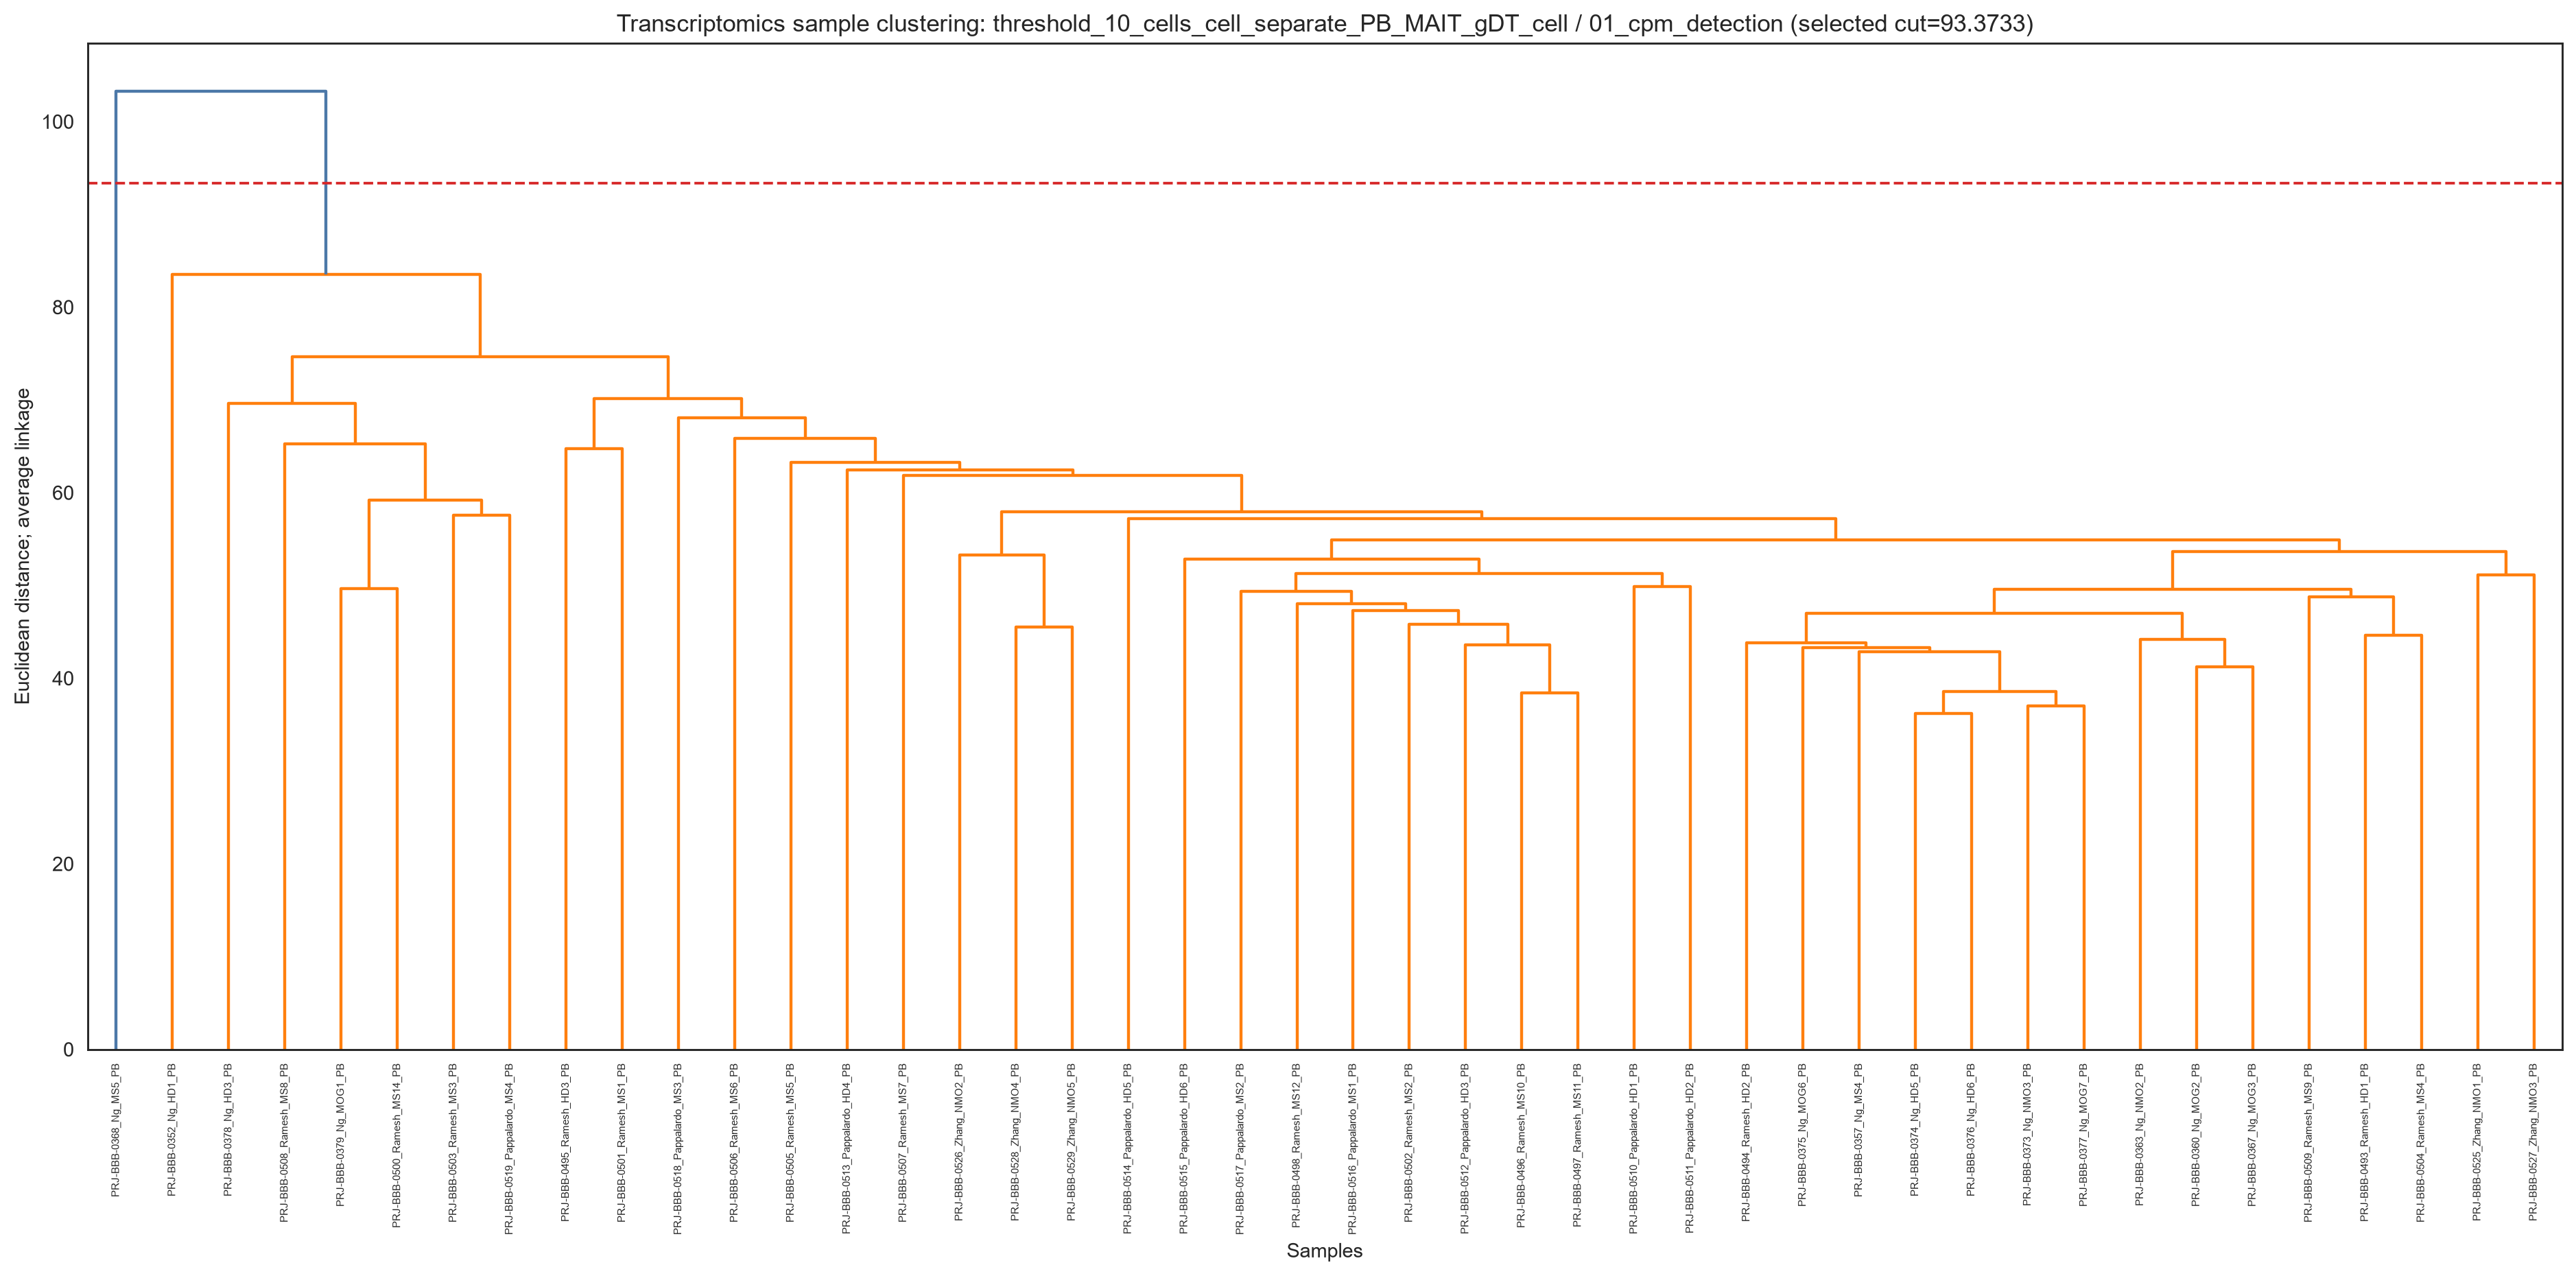 Transcriptomics sample clustering: threshold_10_cells_cell_separate_PB_MAIT_gDT_cell / 01_cpm_detection (selected cut=93.3733)
Euclidean distance; average linkage
100
80
60
40
20
0
PRJ-BBB-0368_Ng_MS5_PB
PRJ-BBB-0352_Ng_HD1_PB
PRJ-BBB-0378_Ng_HD3_PB
PRJ-BBB-0508_Ramesh_MS8_PB
PRJ-BBB-0379_Ng_MOG1_PB
PRJ-BBB-0500_Ramesh_MS14_PB
PRJ-BBB-0503_Ramesh_MS3_PB
PRJ-BBB-0519_Pappalardo_MS4_PB
PRJ-BBB-0495_Ramesh_HD3_PB
PRJ-BBB-0501_Ramesh_MS1_PB
PRJ-BBB-0518_Pappalardo_MS3_PB
PRJ-BBB-0506_Ramesh_MS6_PB
PRJ-BBB-0505_Ramesh_MS5_PB
PRJ-BBB-0513_Pappalardo_HD4_PB
PRJ-BBB-0507_Ramesh_MS7_PB
PRJ-BBB-0526_Zhang_NMO2_PB
PRJ-BBB-0528_Zhang_NMO4_PB
PRJ-BBB-0529_Zhang_NMO5_PB
PRJ-BBB-0514_Pappalardo_HD5_PB
PRJ-BBB-0515_Pappalardo_HD6_PB
PRJ-BBB-0517_Pappalardo_MS2_PB
PRJ-BBB-0498_Ramesh_MS12_PB
PRJ-BBB-0516_Pappalardo_MS1_PB
PRJ-BBB-0502_Ramesh_MS2_PB
PRJ-BBB-0512_Pappalardo_HD3_PB
PRJ-BBB-0496_Ramesh_MS10_PB
PRJ-BBB-0497_Ramesh_MS11_PB
PRJ-BBB-0510_Pappalardo_HD1_PB
PRJ-BBB-0511_Pappalardo_HD2_PB
PRJ-BBB-0494_Ramesh_HD2_PB
PRJ-BBB-0375_Ng_MOG6_PB
PRJ-BBB-0357_Ng_MS4_PB
PRJ-BBB-0374_Ng_HD5_PB
PRJ-BBB-0376_Ng_HD6_PB
PRJ-BBB-0373_Ng_NMO3_PB
PRJ-BBB-0377_Ng_MOG7_PB
PRJ-BBB-0363_Ng_NMO2_PB
PRJ-BBB-0360_Ng_MOG2_PB
PRJ-BBB-0367_Ng_MOG3_PB
PRJ-BBB-0509_Ramesh_MS9_PB
PRJ-BBB-0493_Ramesh_HD1_PB
PRJ-BBB-0504_Ramesh_MS4_PB
PRJ-BBB-0525_Zhang_NMO1_PB
PRJ-BBB-0527_Zhang_NMO3_PB
Samples